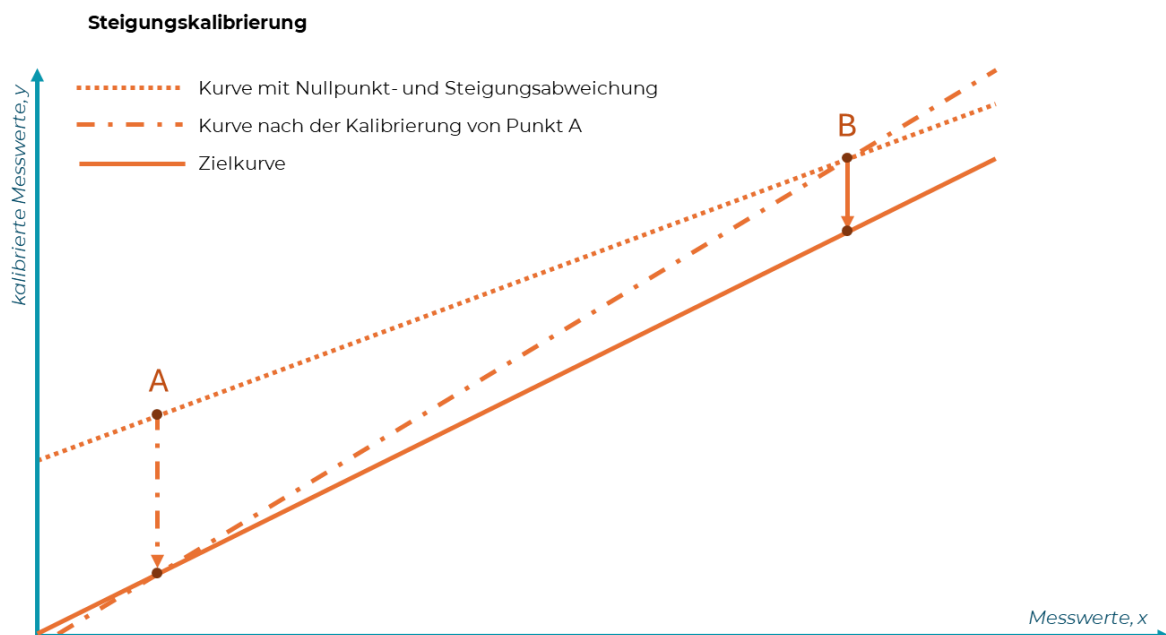 Steigungskalibrierung
kalibrierte Messwerte, y
Kurve mit Nullpunkt- und Steigungsabweichung
Kurve nach der Kalibrierung von Punkt A
Zielkurve
B
A
Messwerte, x